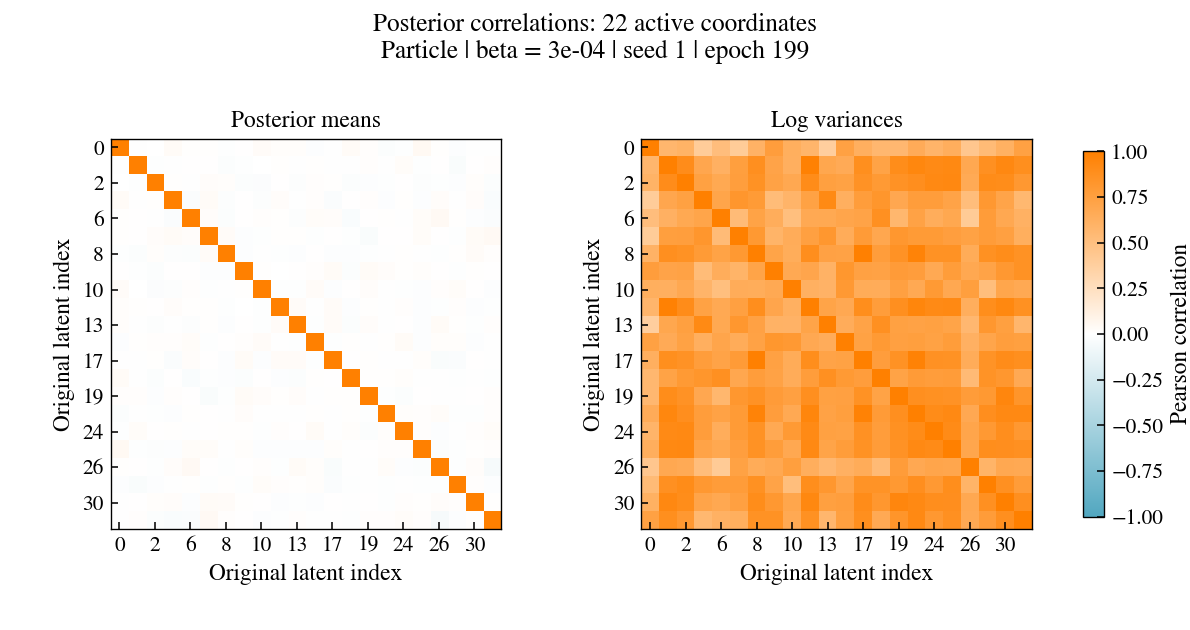 Posterior correlations: 22 active coordinates
Particle | beta = 3e-04 | seed 1 | epoch 199
Posterior means
Original latent index
0
2
6
8
10
13
17
19
24
26
30
0 2 6 8 10 13 17 19 24 26 30
Original latent index
Log variances
Original latent index
0
2
6
8
10
13
17
19
24
26
30
0 2 6 8 10 13 17 19 24 26 30
Original latent index
1.00
0.75
0.50
0.25
0.00
−0.25
−0.50
−0.75
−1.00
Pearson correlation